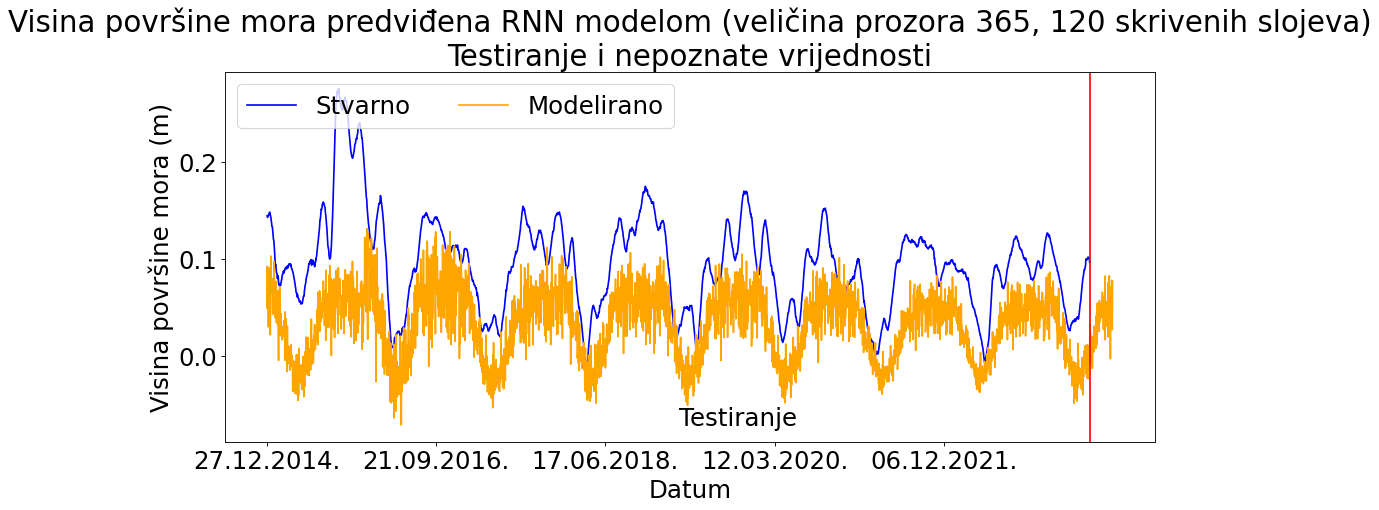 Visina površine mora predviđena RNN modelom (veličina prozora 365, 120 skrivenih slojeva)
Testiranje i nepoznate vrijednosti
Stvarno
Modelirano
Visina površine mora (m)
0.2
0.1
0.0
Testiranje
27.12.2014.
21.09.2016.
17.06.2018.
12.03.2020.
06.12.2021.
Datum